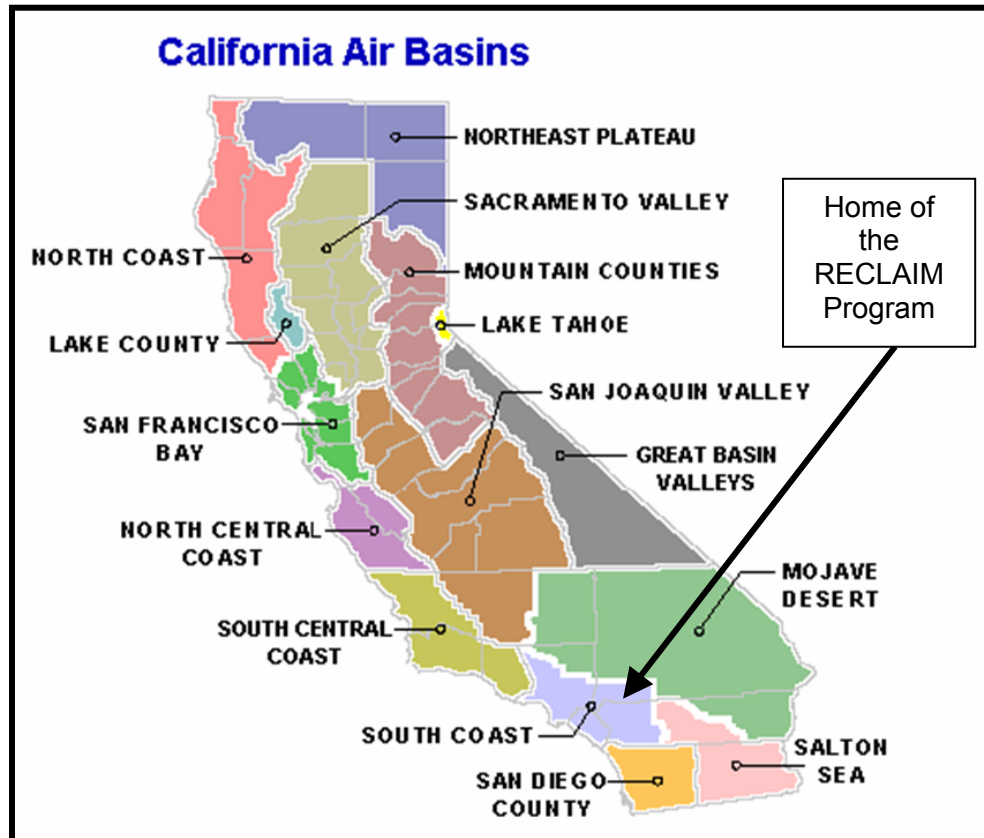 California Air Basins
NORTHEAST PLATEAU
SACRAMENTO VALLEY
Home of
the
RECLAIM
Program
NORTH COAST
MOUNTAIN COUNTIES
LAKE TAHOE
LAKE COUNTY
SAN JOAQUIN VALLEY
SAN FRANCISCO
BAY
GREAT BASIN
VALLEYS
NORTH CENTRAL
COAST
MOJAVE
DESERT
SOUTH CENTRAL
COAST
SOUTH COAST
SALTON
SEA
SAN DIEGO
COUNTY